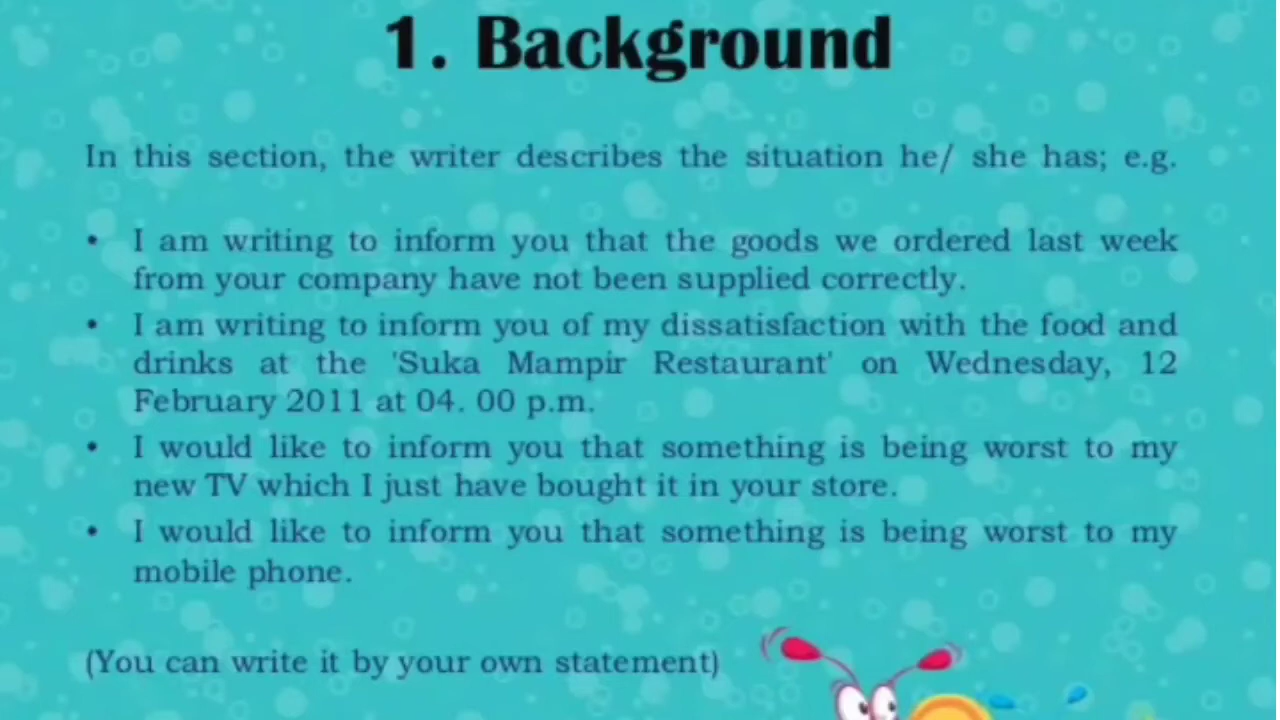 1. Background
In this section, the writer describes the situation he/ she has; e.g.
• I am writing to inform you that the goods we ordered last week
from your company have not been supplied correctly.
• I am writing to inform you of my dissatisfaction with the food and
drinks at the 'Suka Mampir Restaurant' on Wednesday, 12
February 2011 at 04. 00 p.m.
• I would like to inform you that something is being worst to my
new TV which I just have bought it in your store.
• I would like to inform you that something is being worst to my
mobile phone.
(You can write it by your own statement)